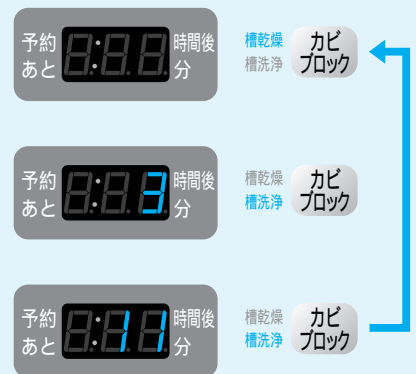 予約 時間後 槽乾燥 カビ
あと 分 槽洗浄 ブロック
予約 3 時間後 槽乾燥 カビ
あと 分 槽洗浄 ブロック
予約 11 時間後 槽乾燥 カビ
あと 分 槽洗浄 ブロック